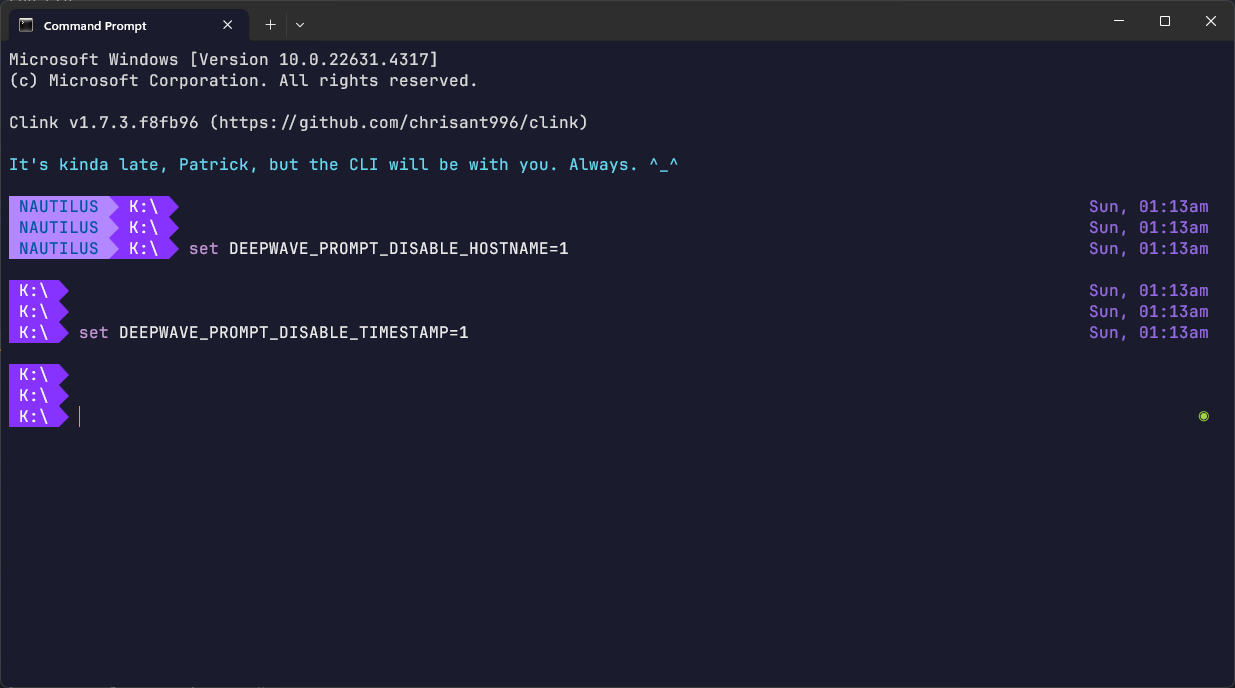 Command Prompt
Microsoft Windows [Version 10.0.22631.4317]
(c) Microsoft Corporation. All rights reserved.
Clink v1.7.3.f8fb96 (https://github.com/chrisant996/clink)
It's kinda late, Patrick, but the CLI will be with you. Always. ^_^
NAUTILUS K:\ Sun, 01:13am
NAUTILUS K:\ Sun, 01:13am
NAUTILUS K:\ set DEEPWAVE_PROMPT_DISABLE_HOSTNAME=1 Sun, 01:13am
K:\ Sun, 01:13am
K:\ Sun, 01:13am
K:\ set DEEPWAVE_PROMPT_DISABLE_TIMESTAMP=1 Sun, 01:13am
K:\
K:\
K:\